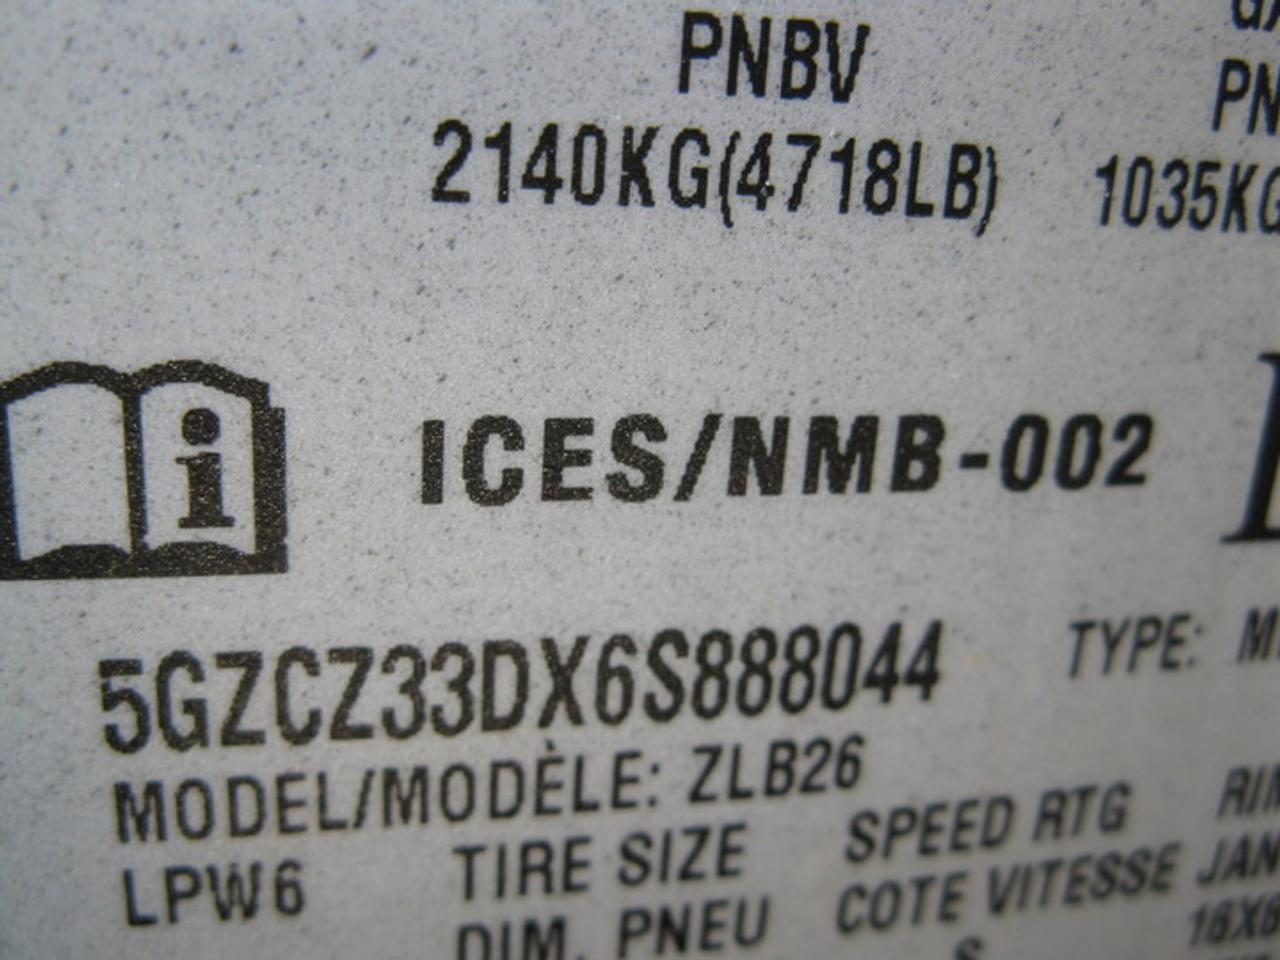 PNBV
PN
2140KG(4718LB)
1035KG
ICES/NMB-002
5GZCZ33DX6S888044
TYPE:
MODEL/MODÈLE: ZLB26
LPW6
TIRE SIZE
SPEED RTG
DIM. PNEU
COTE VITESSE
JAN
S